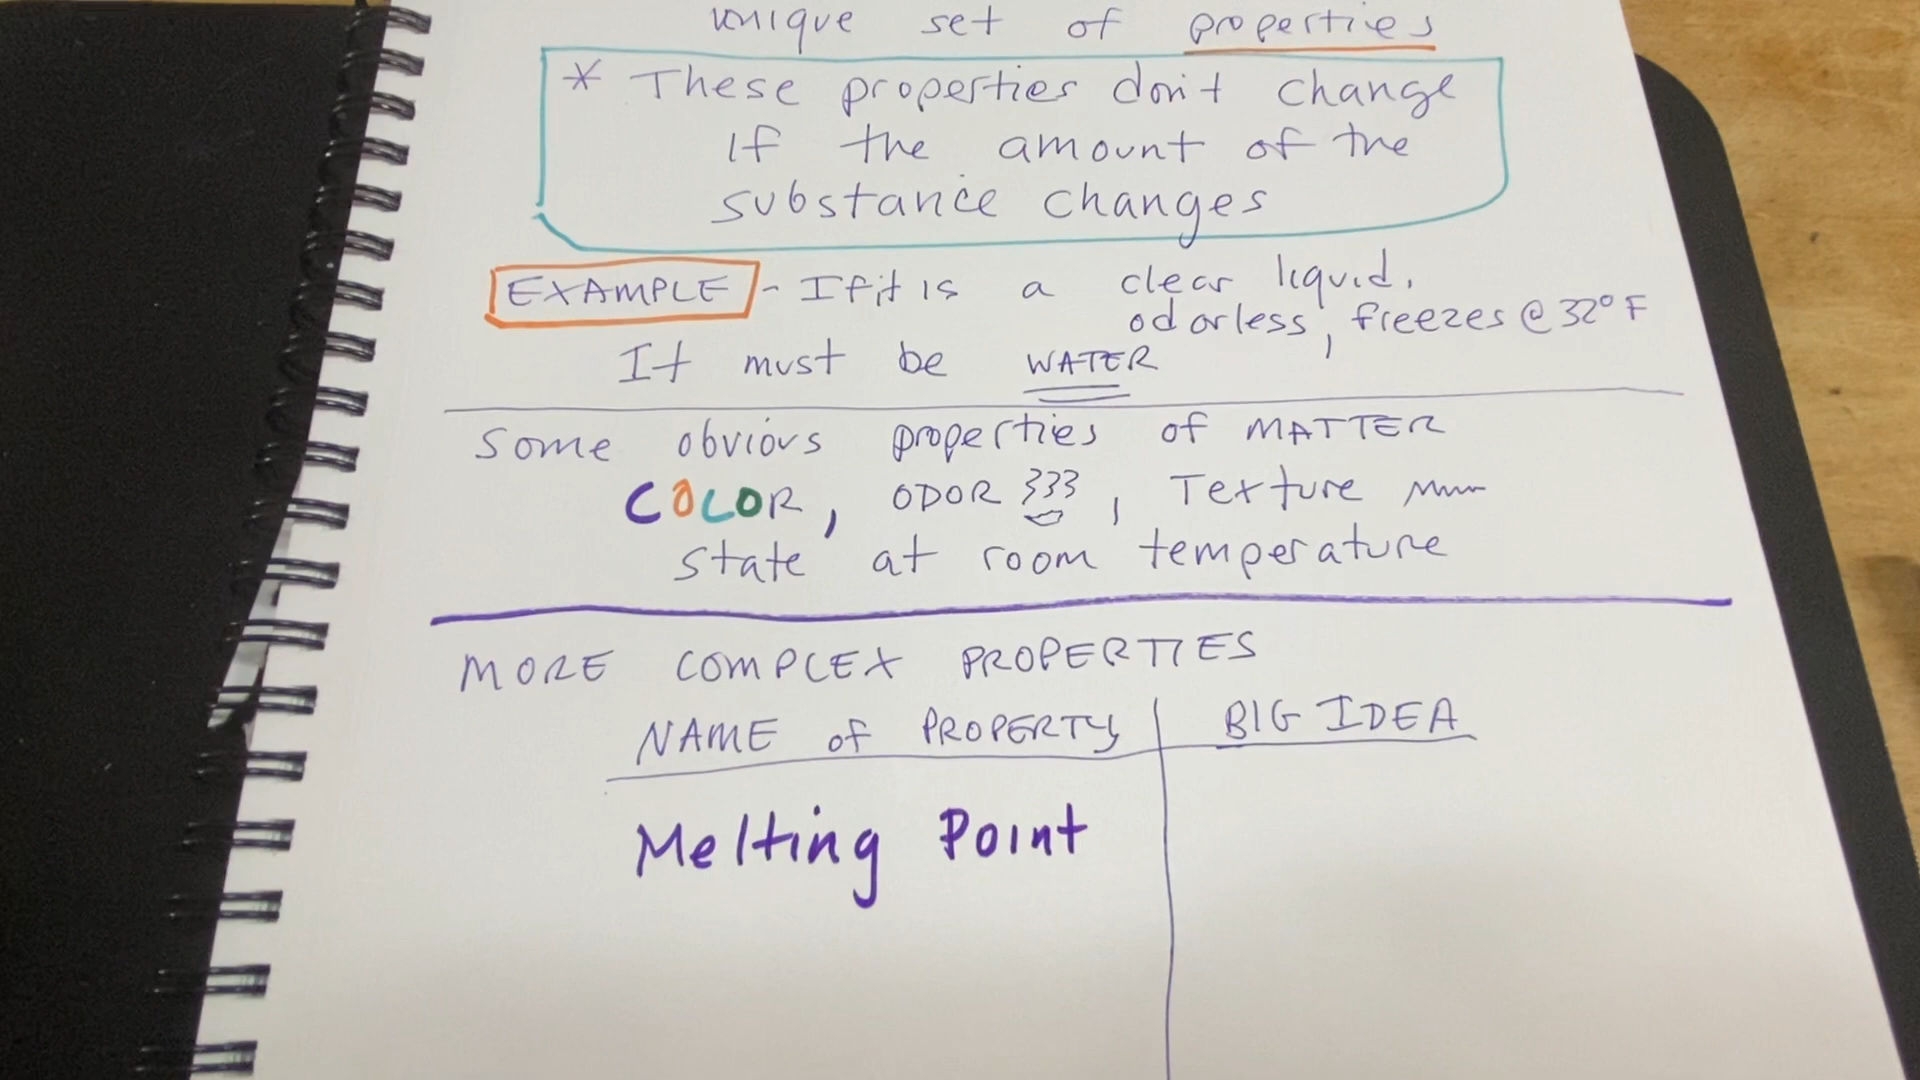 unique set of properties
* These properties don't change
If the amount of the
substance changes
EXAMPLE - If it is a clear liquid,
odorless, freezes @ 32° F
It must be WATER
Some obvious properties of MATTER
COLOR, ODOR, Texture
state at room temperature
MORE COMPLEX PROPERTIES
NAME of PROPERTY BIG IDEA
Melting Point